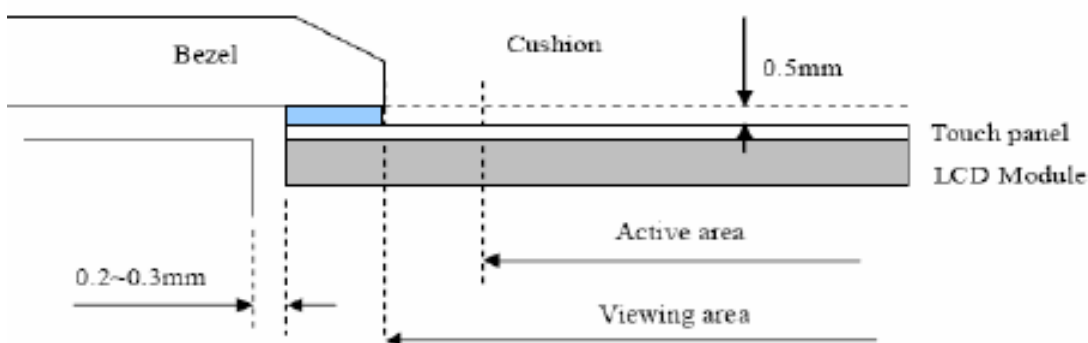 Bezel
Cushion
0.5mm
Touch panel
LCD Module
Active area
0.2~0.3mm
Viewing area